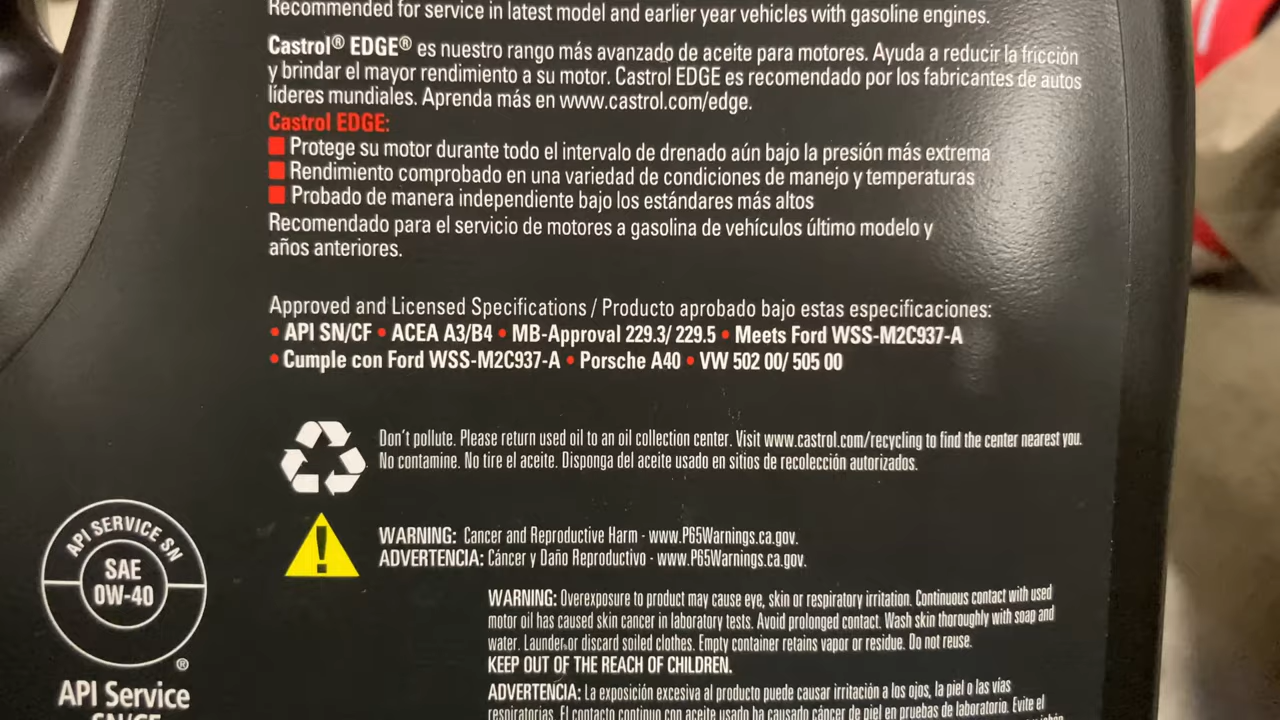 Recommended for service in latest model and earlier year vehicles with gasoline engines.
Castrol® EDGE® es nuestro rango más avanzado de aceite para motores. Ayuda a reducir la fricción
y brindar el mayor rendimiento a su motor. Castrol EDGE es recomendado por los fabricantes de autos
líderes mundiales. Aprenda más en www.castrol.com/edge.
Castrol EDGE:
Protege su motor durante todo el intervalo de drenado aún bajo la presión más extrema
Rendimiento comprobado en una variedad de condiciones de manejo y temperaturas
Probado de manera independiente bajo los estándares más altos
Recomendado para el servicio de motores a gasolina de vehículos último modelo y
años anteriores.
Approved and Licensed Specifications / Producto aprobado bajo estas especificaciones:
• API SN/CF • ACEA A3/B4 • MB-Approval 229.3/ 229.5 • Meets Ford WSS-M2C937-A
• Cumple con Ford WSS-M2C937-A • Porsche A40 • VW 502 00/ 505 00
Don't pollute. Please return used oil to an oil collection center. Visit www.castrol.com/recycling to find the center nearest you.
No contamine. No tire el aceite. Disponga del aceite usado en sitios de recolección autorizados.
WARNING: Cancer and Reproductive Harm - www.P65Warnings.ca.gov.
ADVERTENCIA: Cáncer y Daño Reproductivo - www.P65Warnings.ca.gov.
WARNING: Overexposure to product may cause eye, skin or respiratory irritation. Continuous contact with used
motor oil has caused skin cancer in laboratory tests. Avoid prolonged contact. Wash skin thoroughly with soap and
water. Launder or discard soiled clothes. Empty container retains vapor or residue. Do not reuse.
KEEP OUT OF THE REACH OF CHILDREN.
ADVERTENCIA: La exposición excesiva al producto puede causar irritación a los ojos, la piel o las vías
respiratorias. El contacto continuo con aceite usado ha causado cáncer de piel en pruebas de laboratorio. Evite el
API SERVICE SN
SAE
0W-40
®
API Service
SN/CF